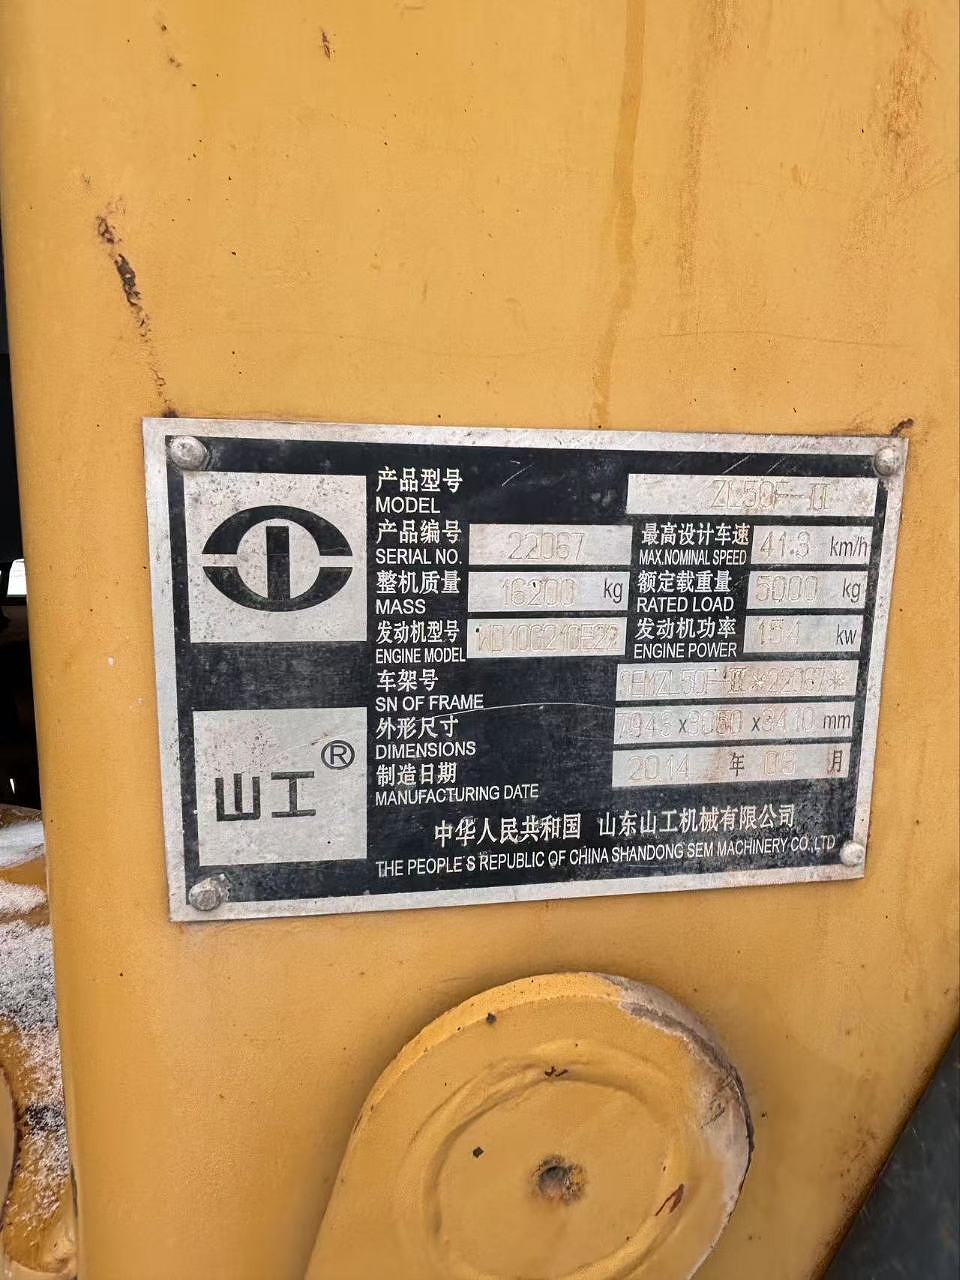 产品型号
MODEL ZL50F-II
产品编号 最高设计车速
SERIAL NO. 22067 MAX.NOMINAL SPEED 41.3 km/h
整机质量 额定载重量
MASS 16200 kg RATED LOAD 5000 kg
发动机型号 发动机功率
ENGINE MODEL WD10G210E22 ENGINE POWER 154 kw
车架号
SN OF FRAME
外形尺寸
DIMENSIONS mm
制造日期
MANUFACTURING DATE 2014 年 月
山工®
中华人民共和国 山东山工机械有限公司
THE PEOPLE'S REPUBLIC OF CHINA SHANDONG SEM MACHINERY CO.,LTD